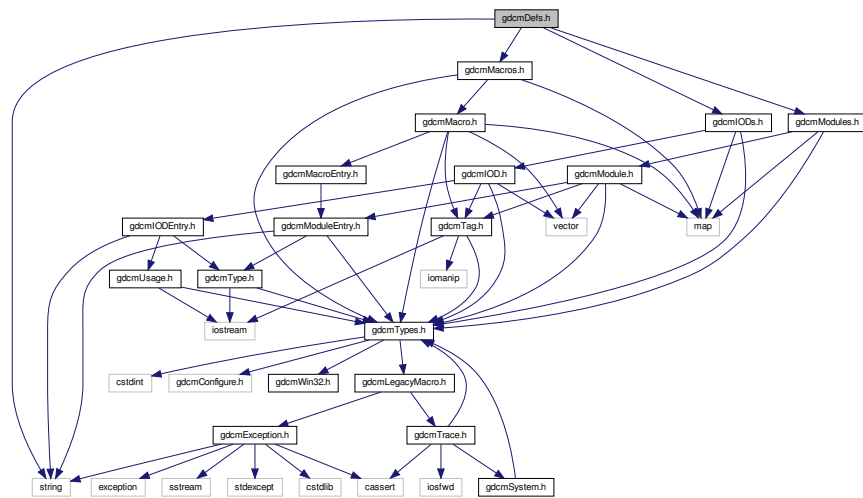 gdcmDefs.h
gdcmMacros.h
gdcmMacro.h
gdcmIODs.h
gdcmModules.h
gdcmMacroEntry.h
gdcmIOD.h
gdcmModule.h
gdcmIODEntry.h
gdcmModuleEntry.h
gdcmTag.h
vector
map
gdcmUsage.h
gdcmType.h
iomanip
iostream
gdcmTypes.h
cstdint
gdcmConfigure.h
gdcmWin32.h
gdcmLegacyMacro.h
gdcmException.h
gdcmTrace.h
string
exception
sstream
stdexcept
cstdlib
cassert
iosfwd
gdcmSystem.h